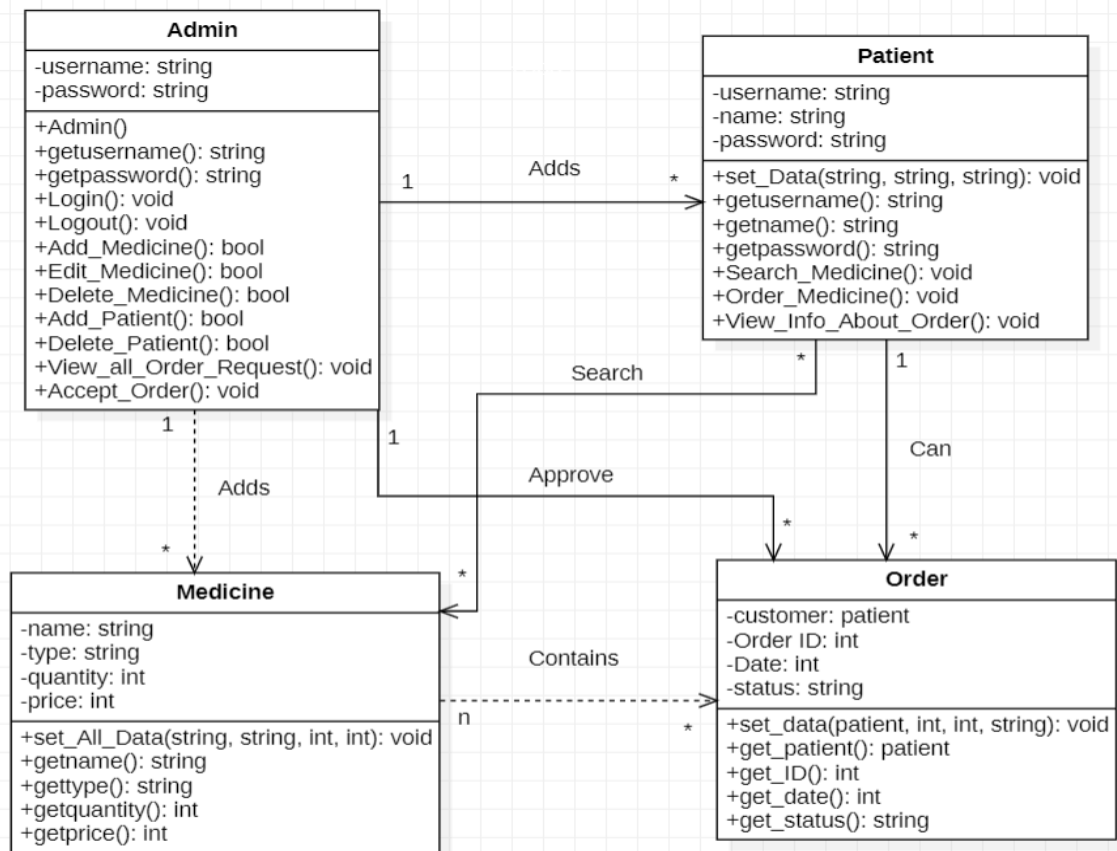 Admin
-username: string
-password: string
+Admin()
+getusername(): string
+getpassword(): string
+Login(): void
+Logout(): void
+Add_Medicine(): bool
+Edit_Medicine(): bool
+Delete_Medicine(): bool
+Add_Patient(): bool
+Delete_Patient(): bool
+View_all_Order_Request(): void
+Accept_Order(): void
1
Adds
*
Patient
-username: string
-name: string
-password: string
+set_Data(string, string, string): void
+getusername(): string
+getname(): string
+getpassword(): string
+Search_Medicine(): void
+Order_Medicine(): void
+View_Info_About_Order(): void
*
Search
*
1
Can
*
1
Approve
*
1
Adds
*
Medicine
-name: string
-type: string
-quantity: int
-price: int
+set_All_Data(string, string, int, int): void
+getname(): string
+gettype(): string
+getquantity(): int
+getprice(): int
Contains
n
*
Order
-customer: patient
-Order ID: int
-Date: int
-status: string
+set_data(patient, int, int, string): void
+get_patient(): patient
+get_ID(): int
+get_date(): int
+get_status(): string